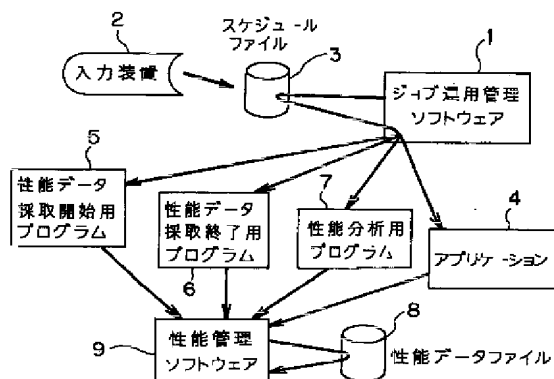 2
入力装置
スケジュール
ファイル
3
1
ジョブ運用管理
ソフトウェア
5
性能データ
採取開始用
プログラム
性能データ
採取終了用
プログラム
6
7
性能分析用
プログラム
4
アプリケーション
9
性能管理
ソフトウェア
8
性能データファイル